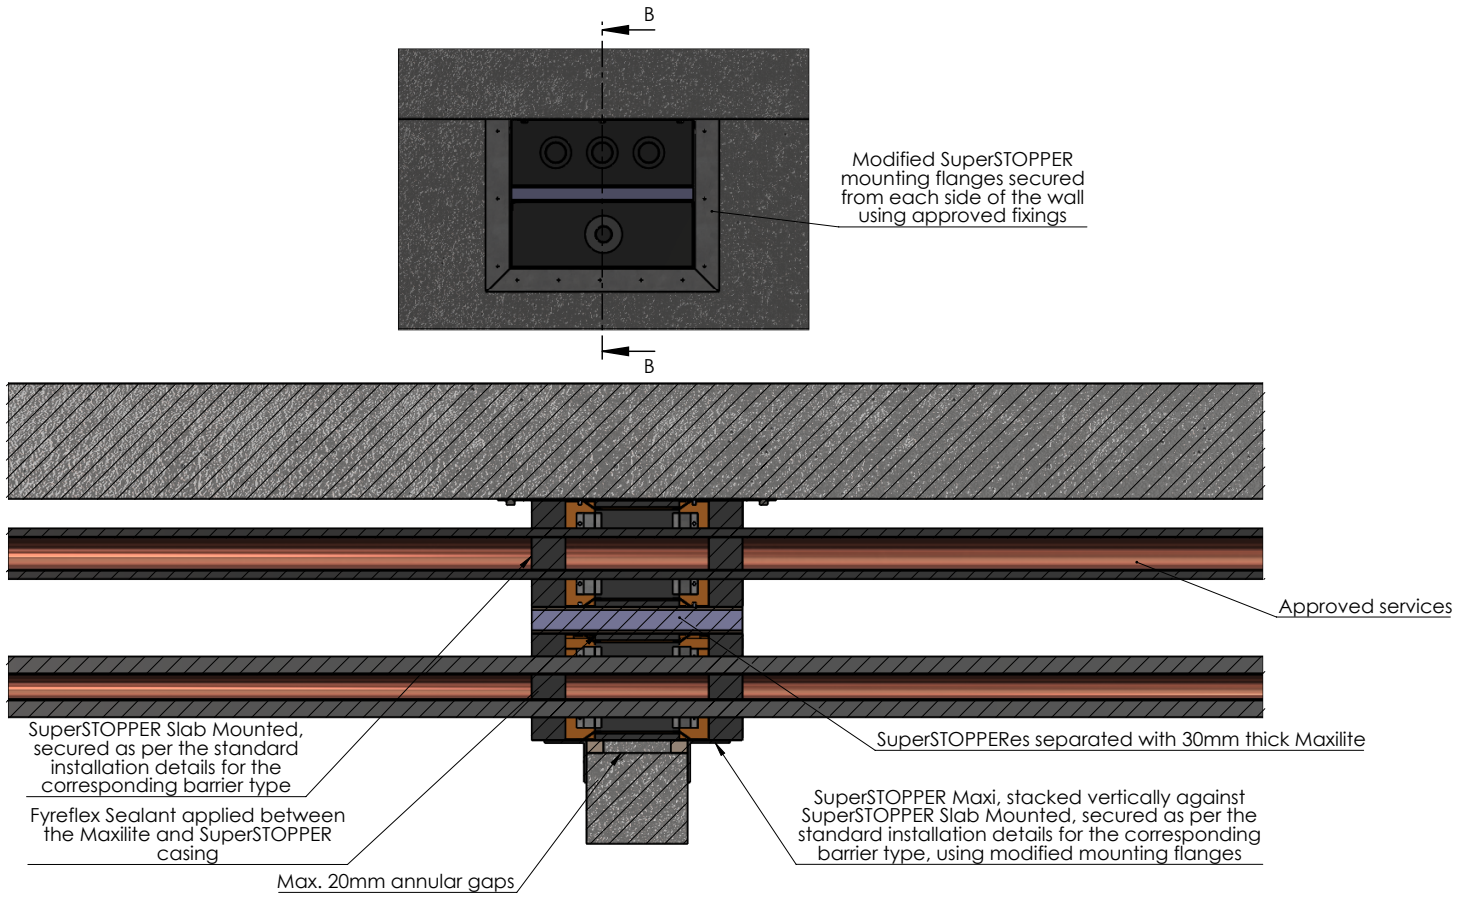 B
Modified SuperSTOPPER
mounting flanges secured
from each side of the wall
using approved fixings
B
Approved services
SuperSTOPPER Slab Mounted,
secured as per the standard
installation details for the
corresponding barrier type
SuperSTOPPERes separated with 30mm thick Maxilite
Fyreflex Sealant applied between
the Maxilite and SuperSTOPPER
casing
SuperSTOPPER Maxi, stacked vertically against
SuperSTOPPER Slab Mounted, secured as per the
standard installation details for the corresponding
barrier type, using modified mounting flanges
Max. 20mm annular gaps